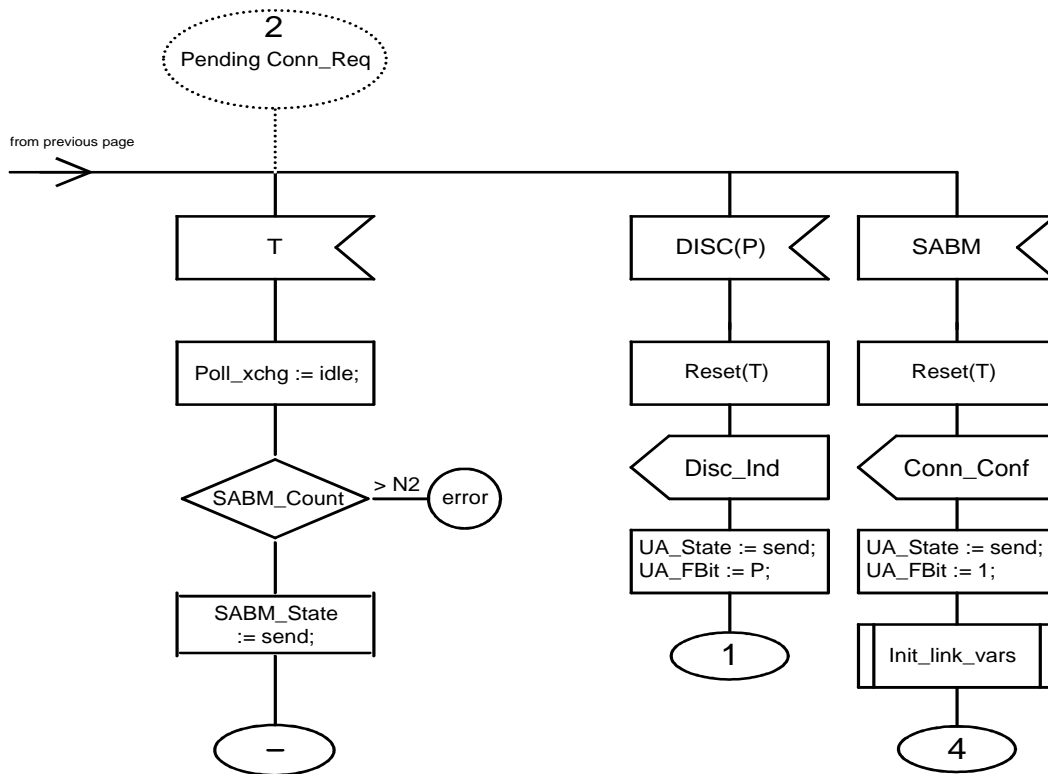 2
Pending Conn_Req
from previous page
T
DISC(P)
SABM
Poll_xchg := idle;
Reset(T)
Reset(T)
Disc_Ind
Conn_Conf
SABM_Count
> N2
error
UA_State := send;
UA_FBit := P;
UA_State := send;
UA_FBit := 1;
SABM_State
:= send;
1
Init_link_vars
–
4